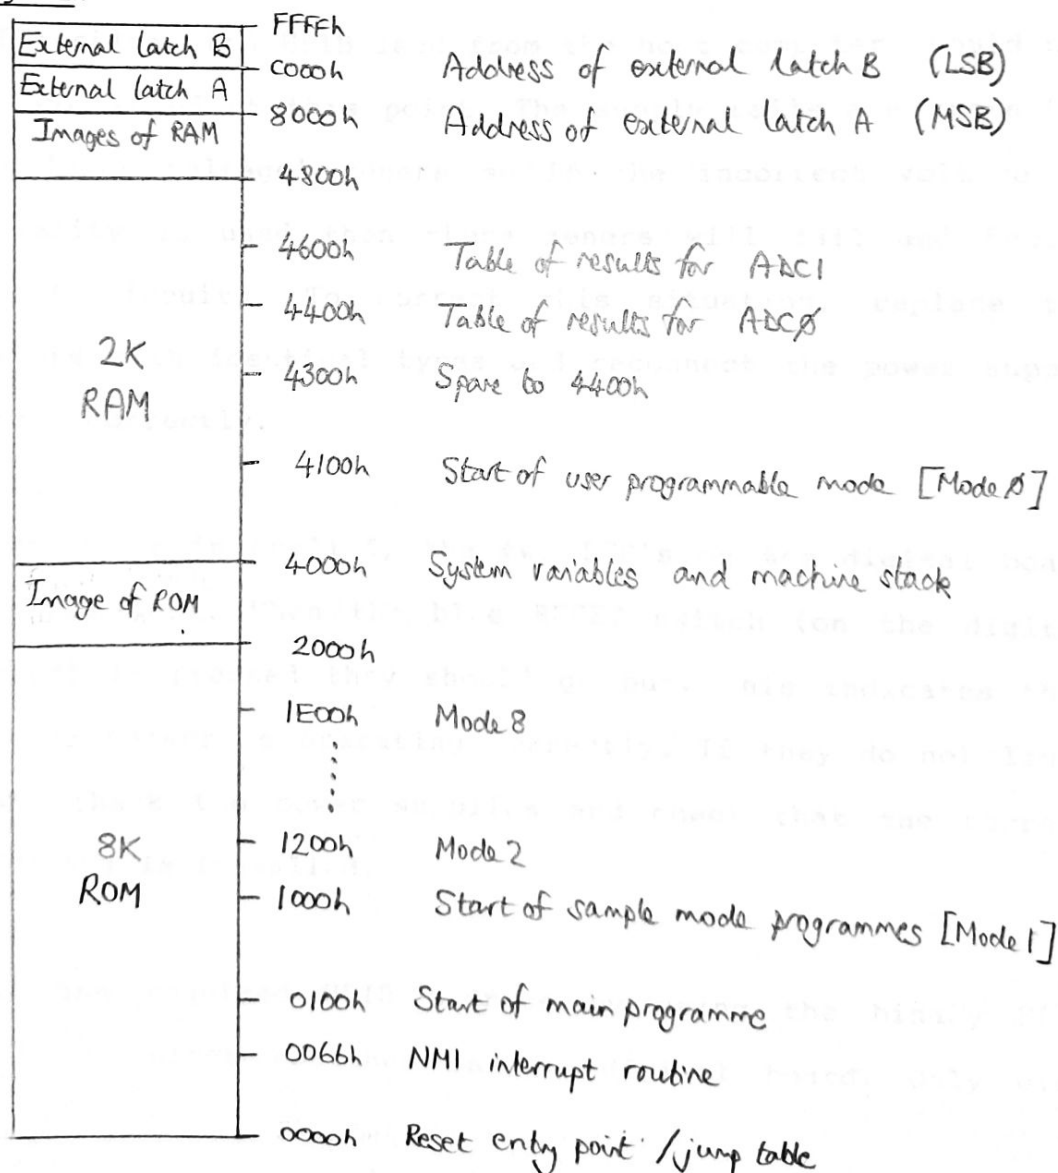 FFFFh
External latch B
C000h Address of external latch B (LSB)
External latch A
8000h Address of external latch A (MSB)
Images of RAM
4800h
4600h Table of results for ADC1
4400h Table of results for ADCØ
2K
RAM
4300h Spare to 4400h
4100h Start of user programmable mode [Mode Ø]
4000h System variables and machine stack
Image of ROM
2000h
1E00h Mode 8
8K
ROM
1200h Mode 2
1000h Start of sample mode programmes [Mode 1]
0100h Start of main programme
0066h NMI interrupt routine
0000h Reset entry point / jump table